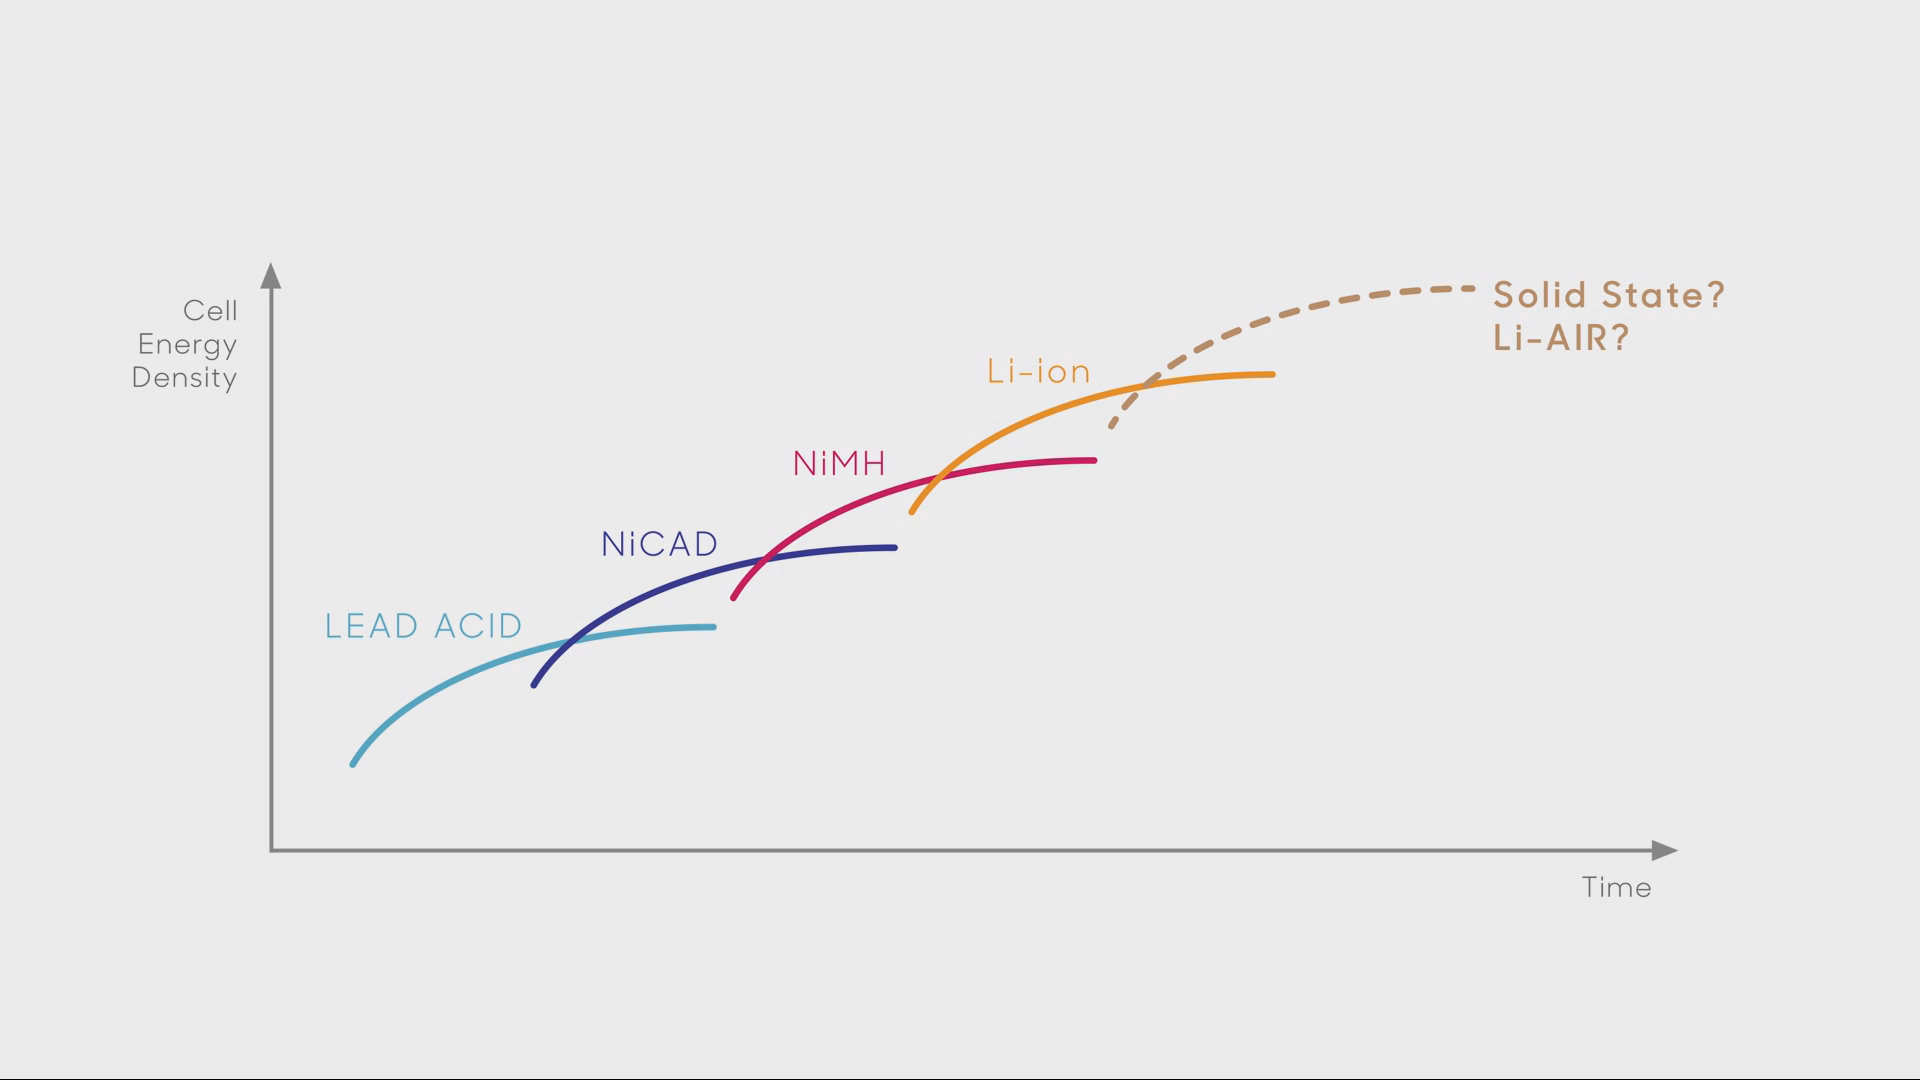 Cell
Energy
Density
Solid State?
Li-AIR?
Li-ion
NiMH
NiCAD
LEAD ACID
Time